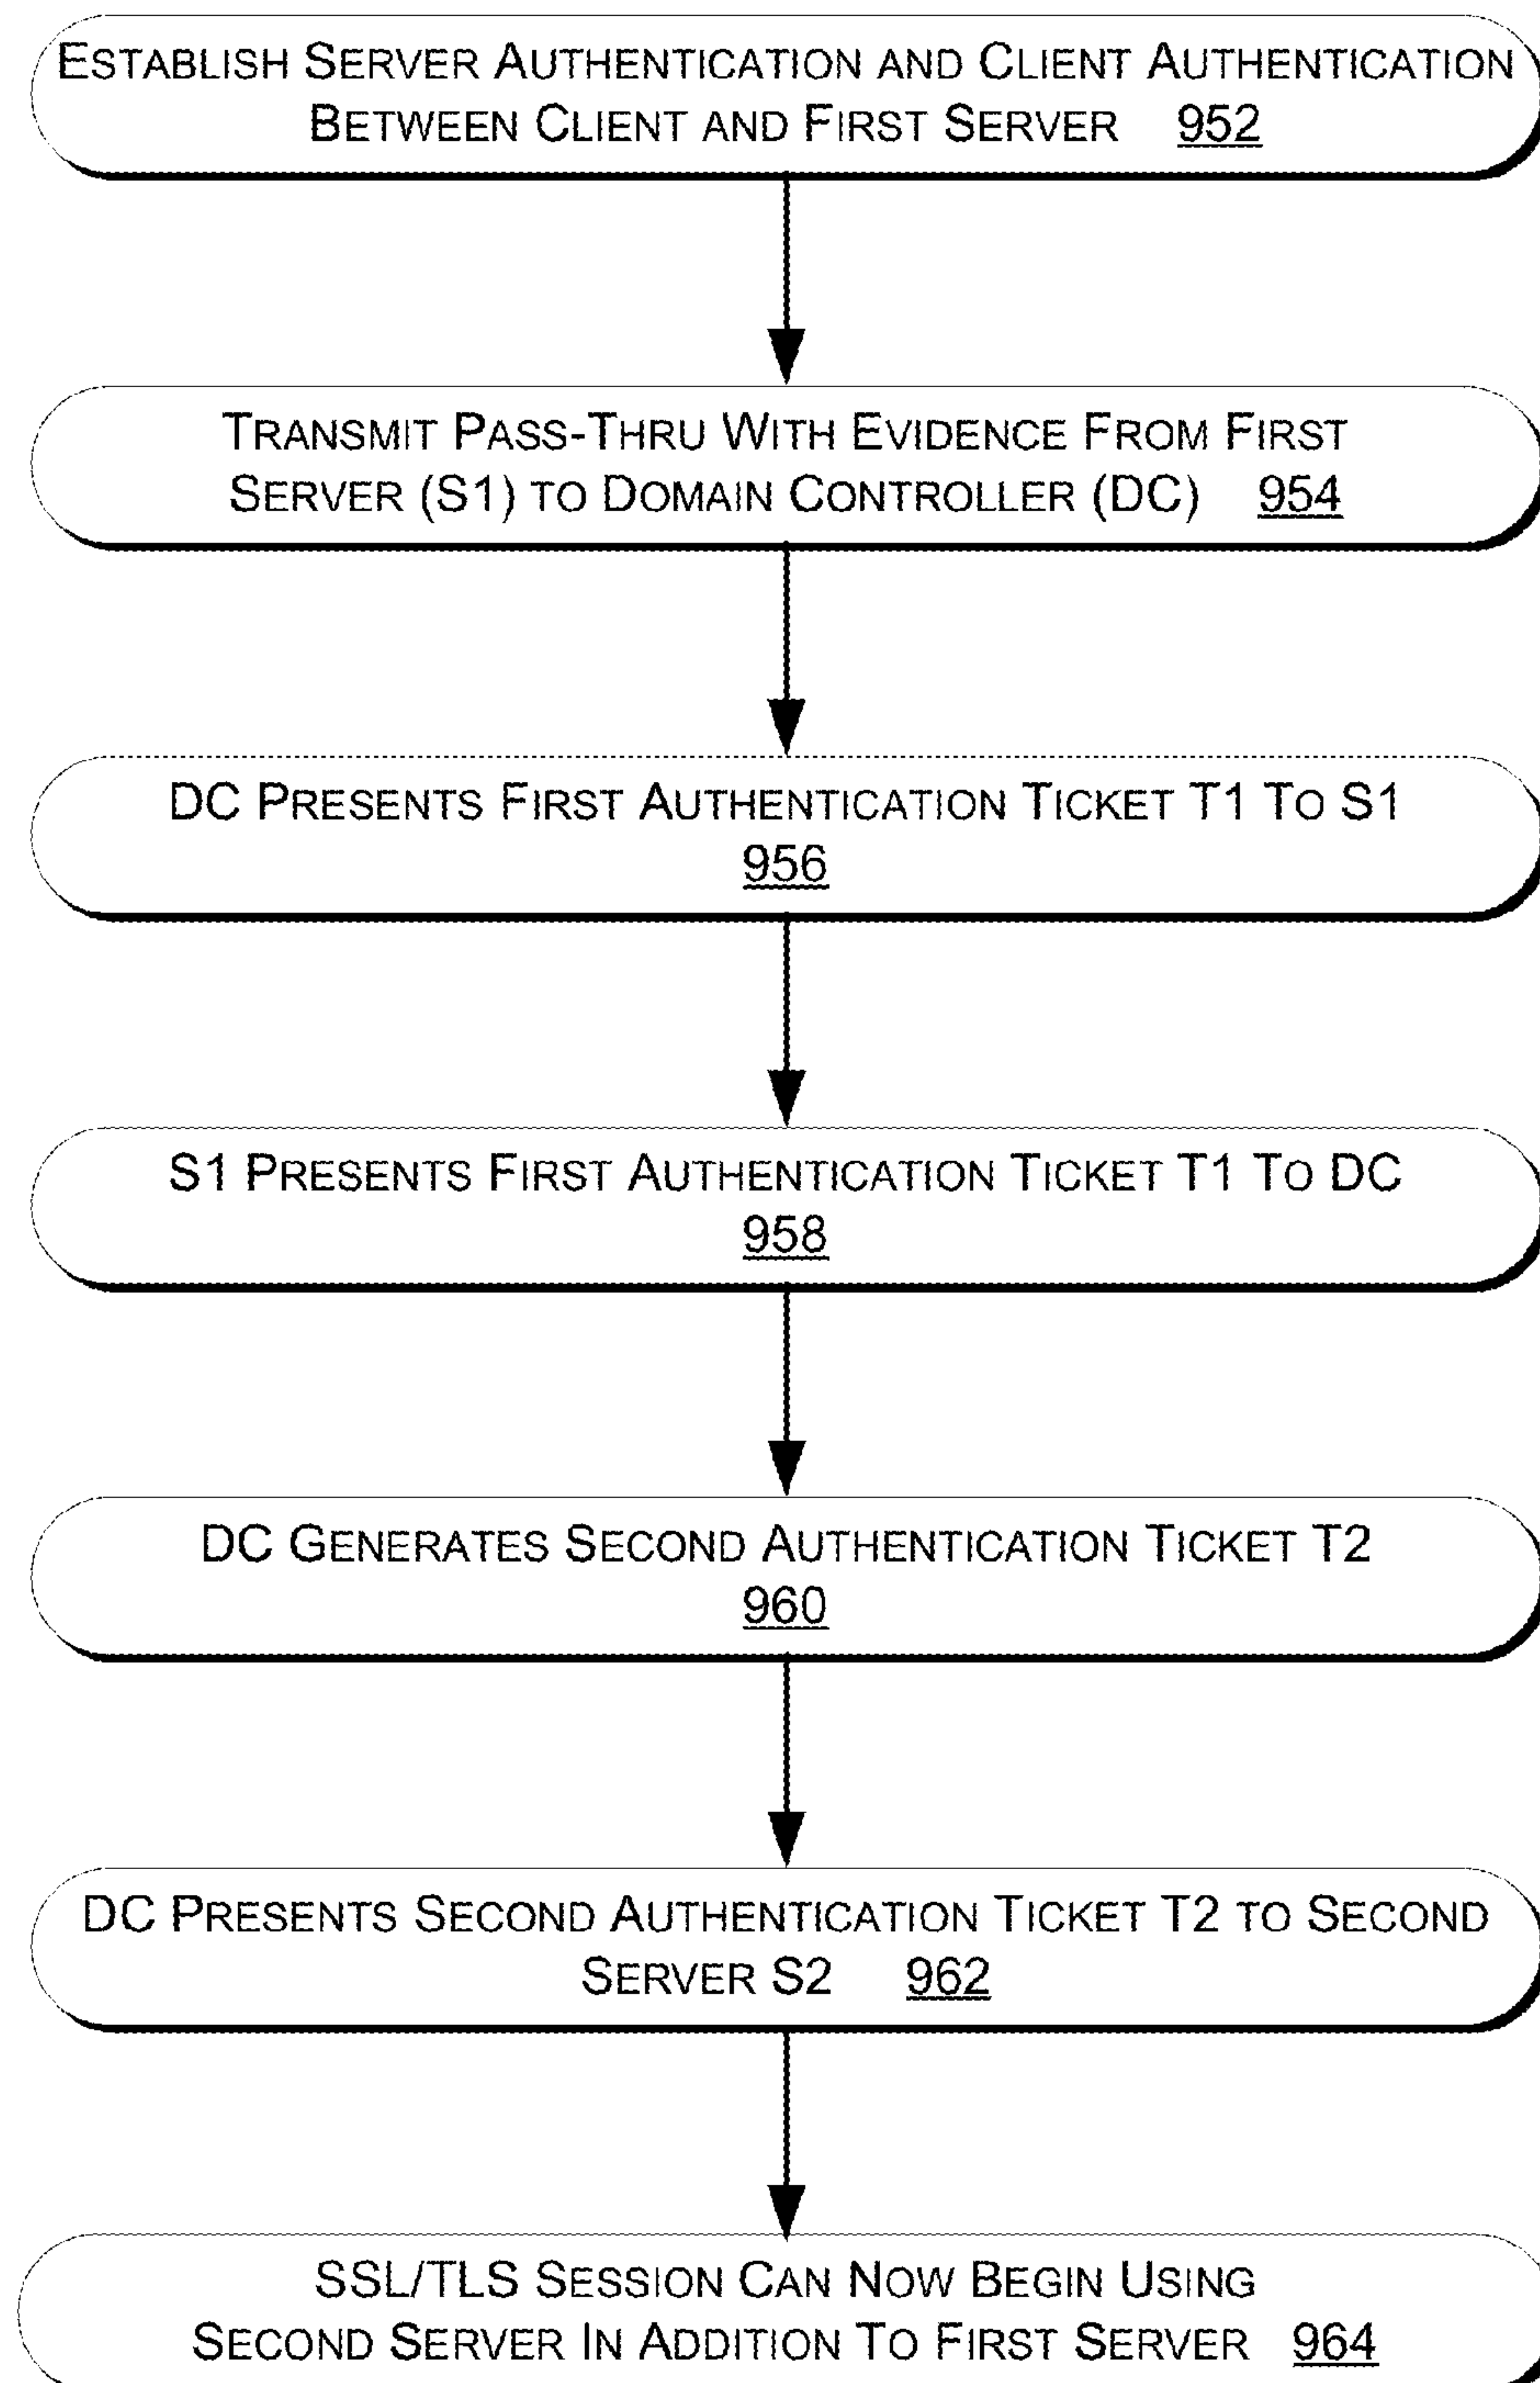 ESTABLISH SERVER AUTHENTICATION AND CLIENT AUTHENTICATION
BETWEEN CLIENT AND FIRST SERVER 952
TRANSMIT PASS-THRU WITH EVIDENCE FROM FIRST
SERVER (S1) TO DOMAIN CONTROLLER (DC) 954
DC PRESENTS FIRST AUTHENTICATION TICKET T1 TO S1
956
S1 PRESENTS FIRST AUTHENTICATION TICKET T1 TO DC
958
DC GENERATES SECOND AUTHENTICATION TICKET T2
960
DC PRESENTS SECOND AUTHENTICATION TICKET T2 TO SECOND
SERVER S2 962
SSL/TLS SESSION CAN NOW BEGIN USING
SECOND SERVER IN ADDITION TO FIRST SERVER 964